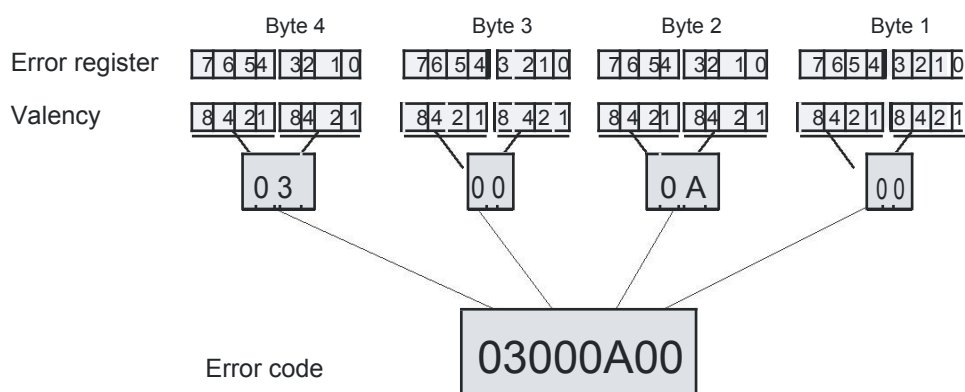 Byte 4 Byte 3 Byte 2 Byte 1
Error register 7 6 5 4 3 2 1 0 7 6 5 4 3 2 1 0 7 6 5 4 3 2 1 0 7 6 5 4 3 2 1 0
Valency 8 4 2 1 8 4 2 1 8 4 2 1 8 4 2 1 8 4 2 1 8 4 2 1 8 4 2 1 8 4 2 1
0 3 0 0 0 A 0 0
03000A00
Error code